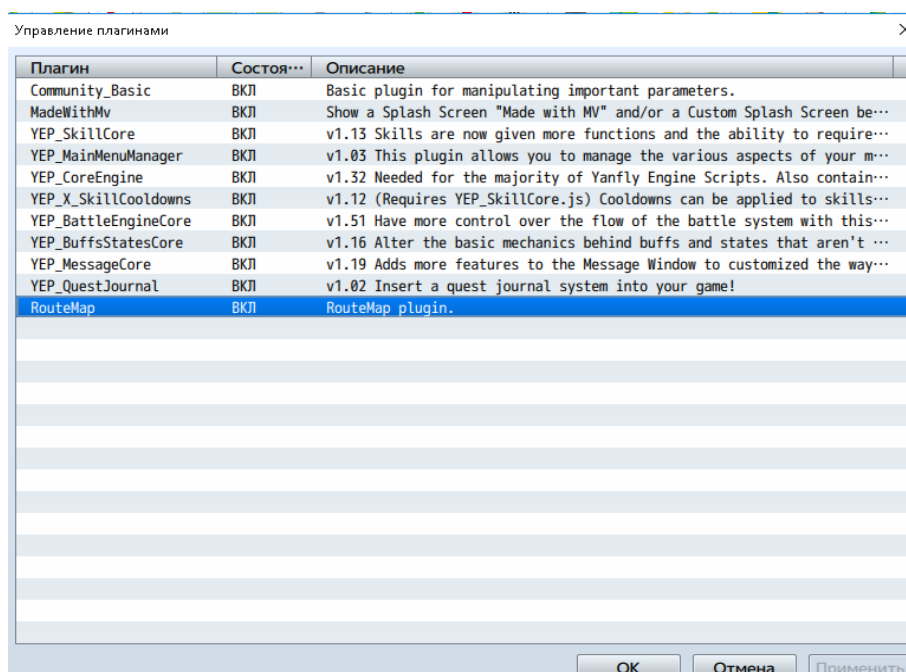 Управление плагинами
Плагин Состоя··· Описание
Community_Basic ВКЛ Basic plugin for manipulating important parameters.
MadeWithMv ВКЛ Show a Splash Screen "Made with MV" and/or a Custom Splash Screen be···
YEP_SkillCore ВКЛ v1.13 Skills are now given more functions and the ability to require···
YEP_MainMenuManager ВКЛ v1.03 This plugin allows you to manage the various aspects of your m···
YEP_CoreEngine ВКЛ v1.32 Needed for the majority of Yanfly Engine Scripts. Also contain···
YEP_X_SkillCooldowns ВКЛ v1.12 (Requires YEP_SkillCore.js) Cooldowns can be applied to skills···
YEP_BattleEngineCore ВКЛ v1.51 Have more control over the flow of the battle system with this···
YEP_BuffsStatesCore ВКЛ v1.16 Alter the basic mechanics behind buffs and states that aren't ···
YEP_MessageCore ВКЛ v1.19 Adds more features to the Message Window to customized the way···
YEP_QuestJournal ВКЛ v1.02 Insert a quest journal system into your game!
RouteMap ВКЛ RouteMap plugin.
OK Отмена Применить